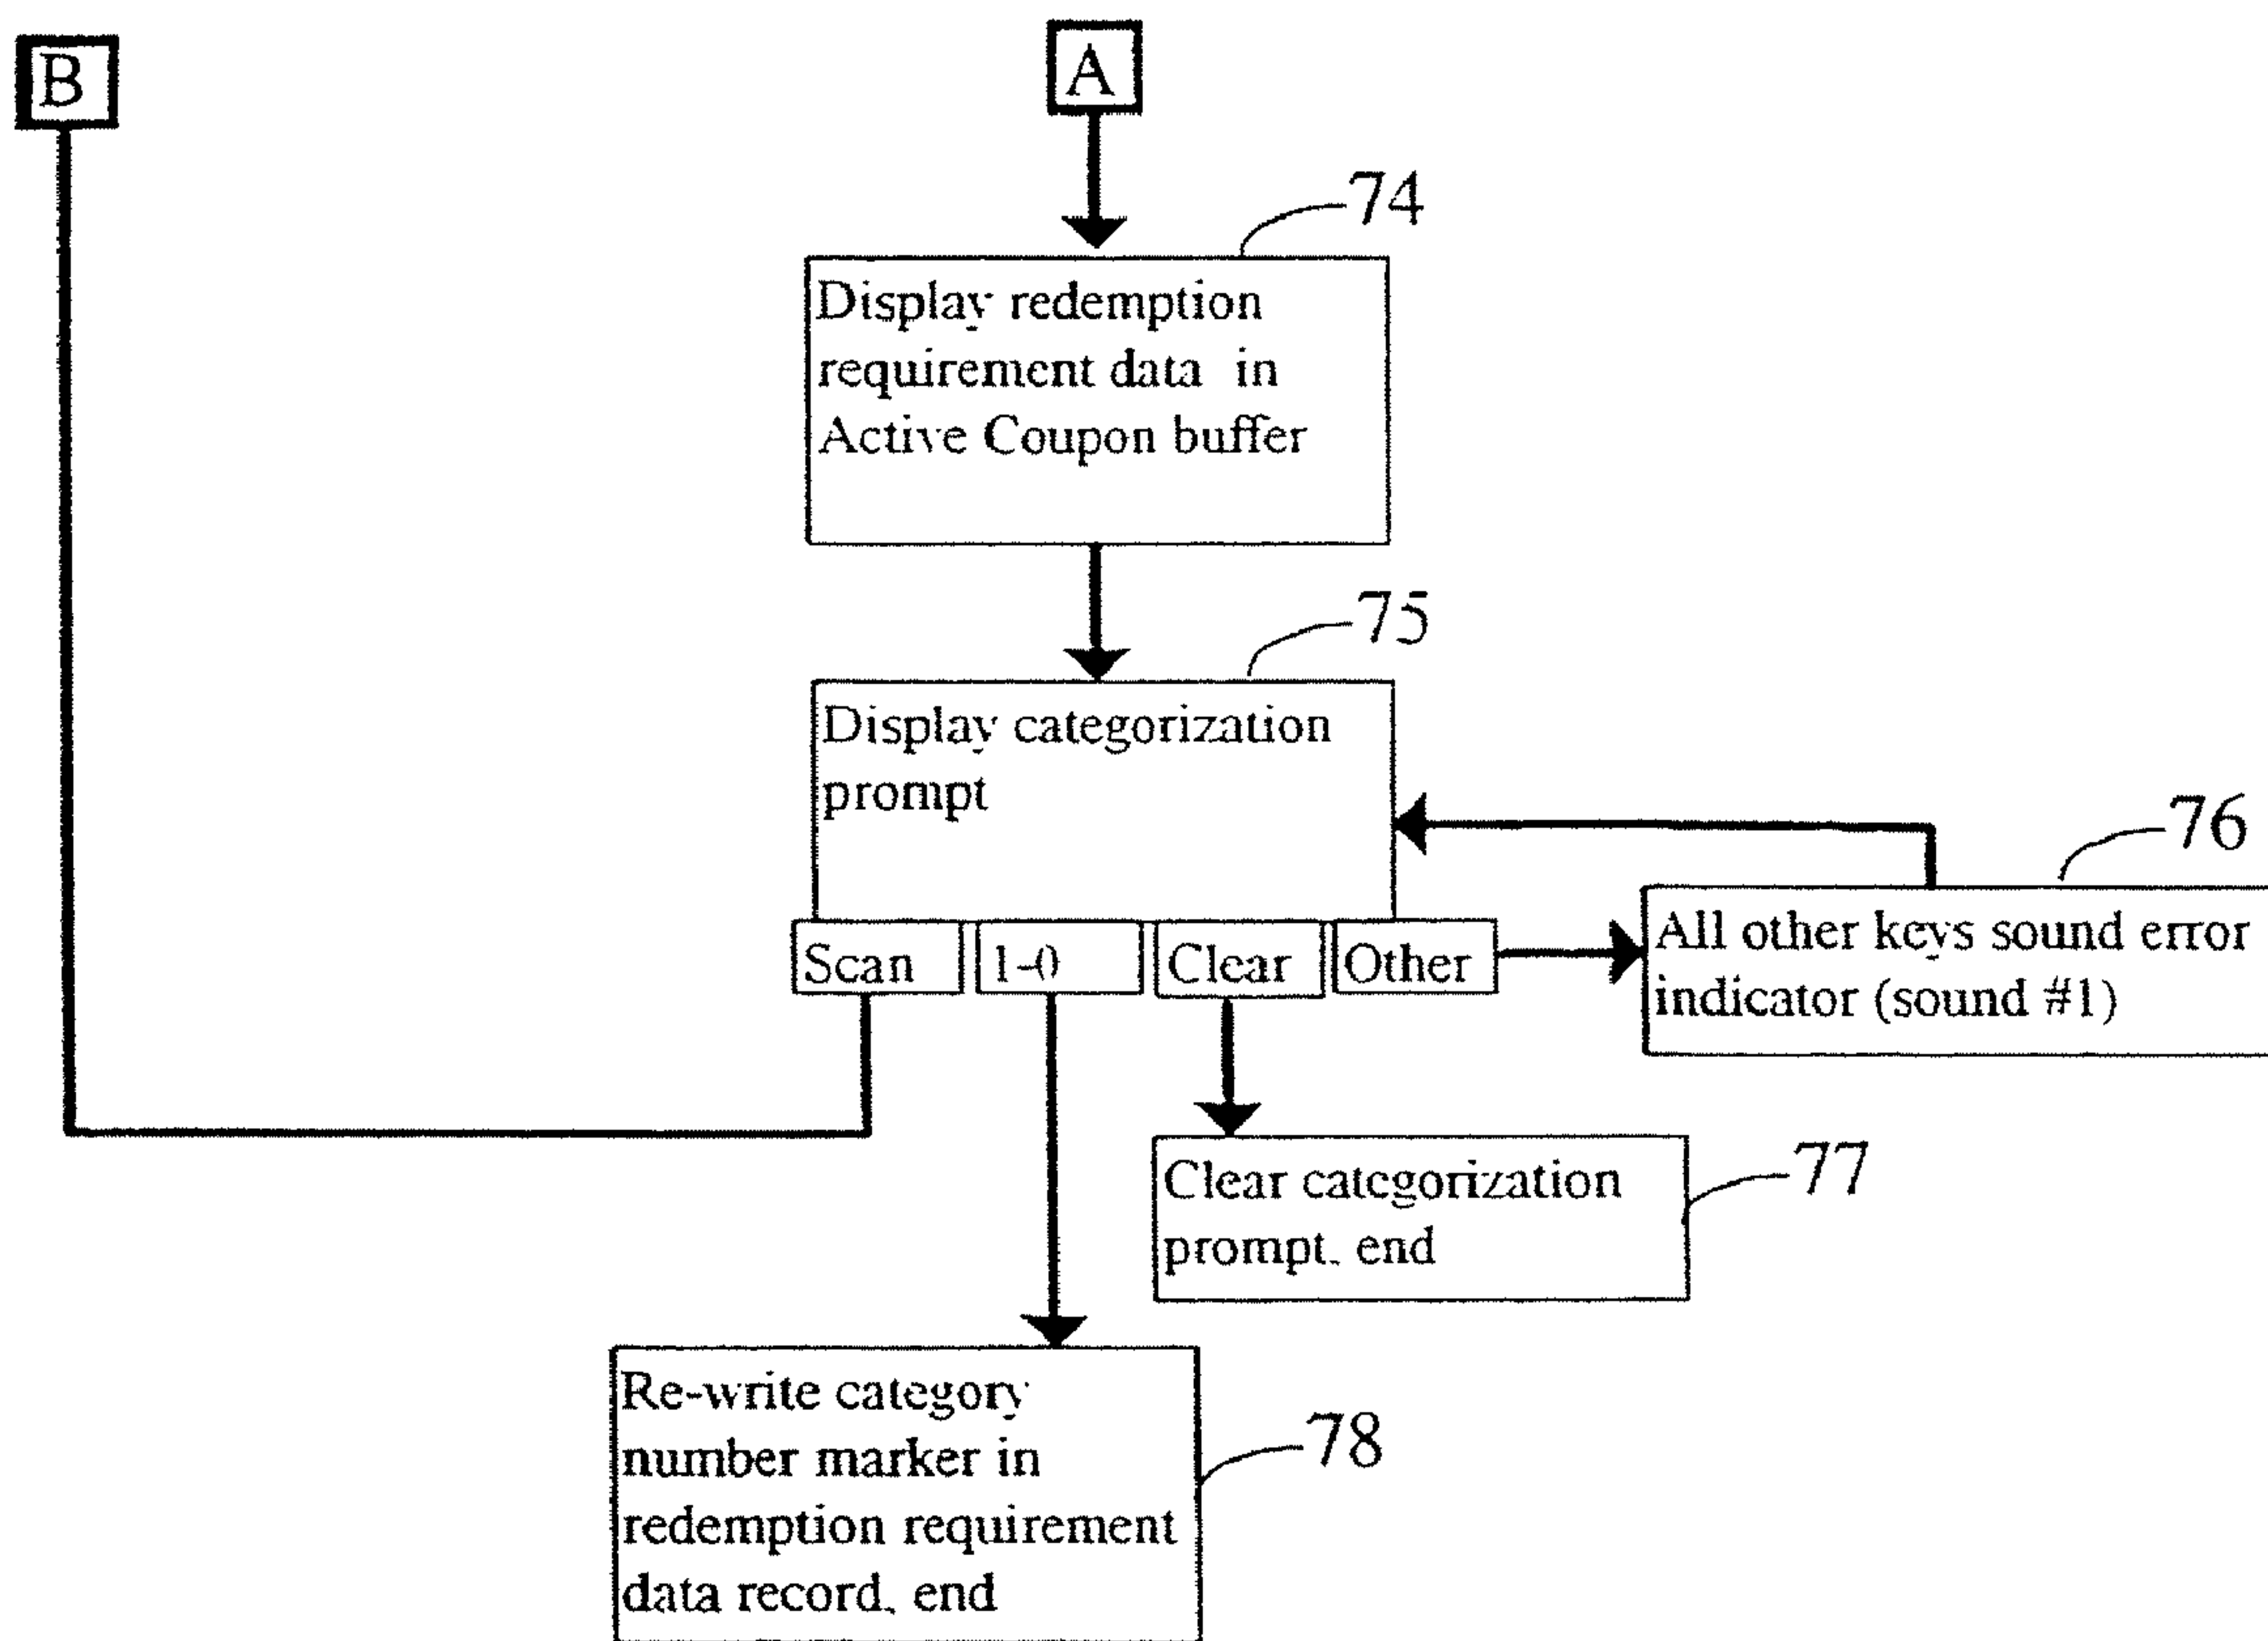 B
A
74
Display redemption
requirement data in
Active Coupon buffer
75
Display categorization
prompt
76
Scan
1-0
Clear
Other
All other keys sound error
indicator (sound #1)
Clear categorization
prompt, end
77
Re-write category
number marker in
redemption requirement
data record, end
78